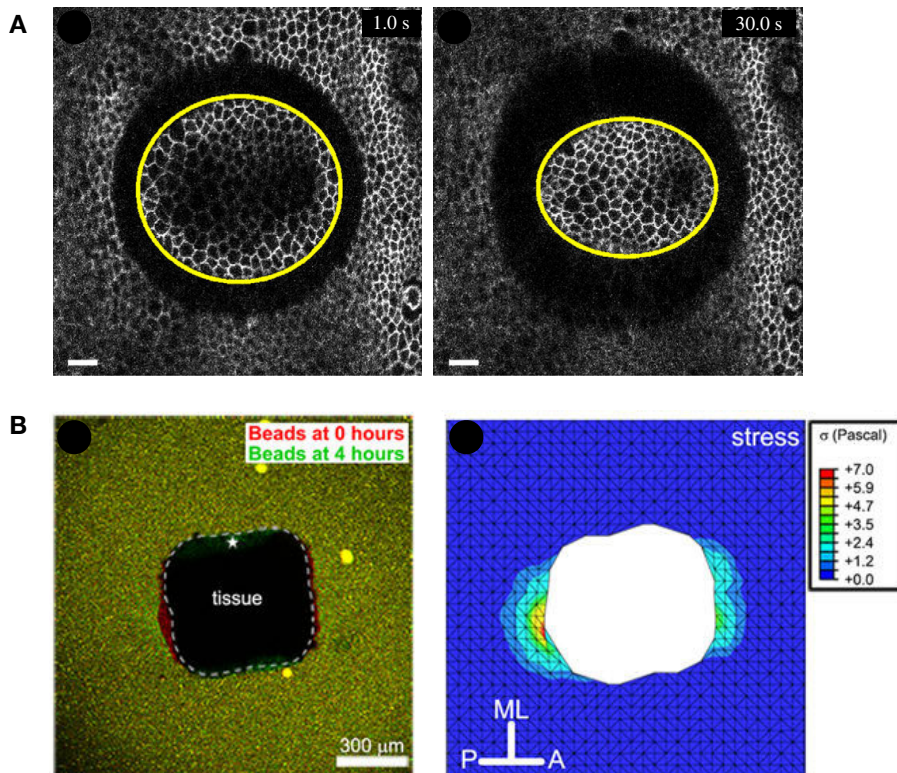 A
1.0 s
30.0 s
B
Beads at 0 hours
Beads at 4 hours
tissue
300 μm
stress
σ (Pascal)
+7.0
+5.9
+4.7
+3.5
+2.4
+1.2
+0.0
ML
P A